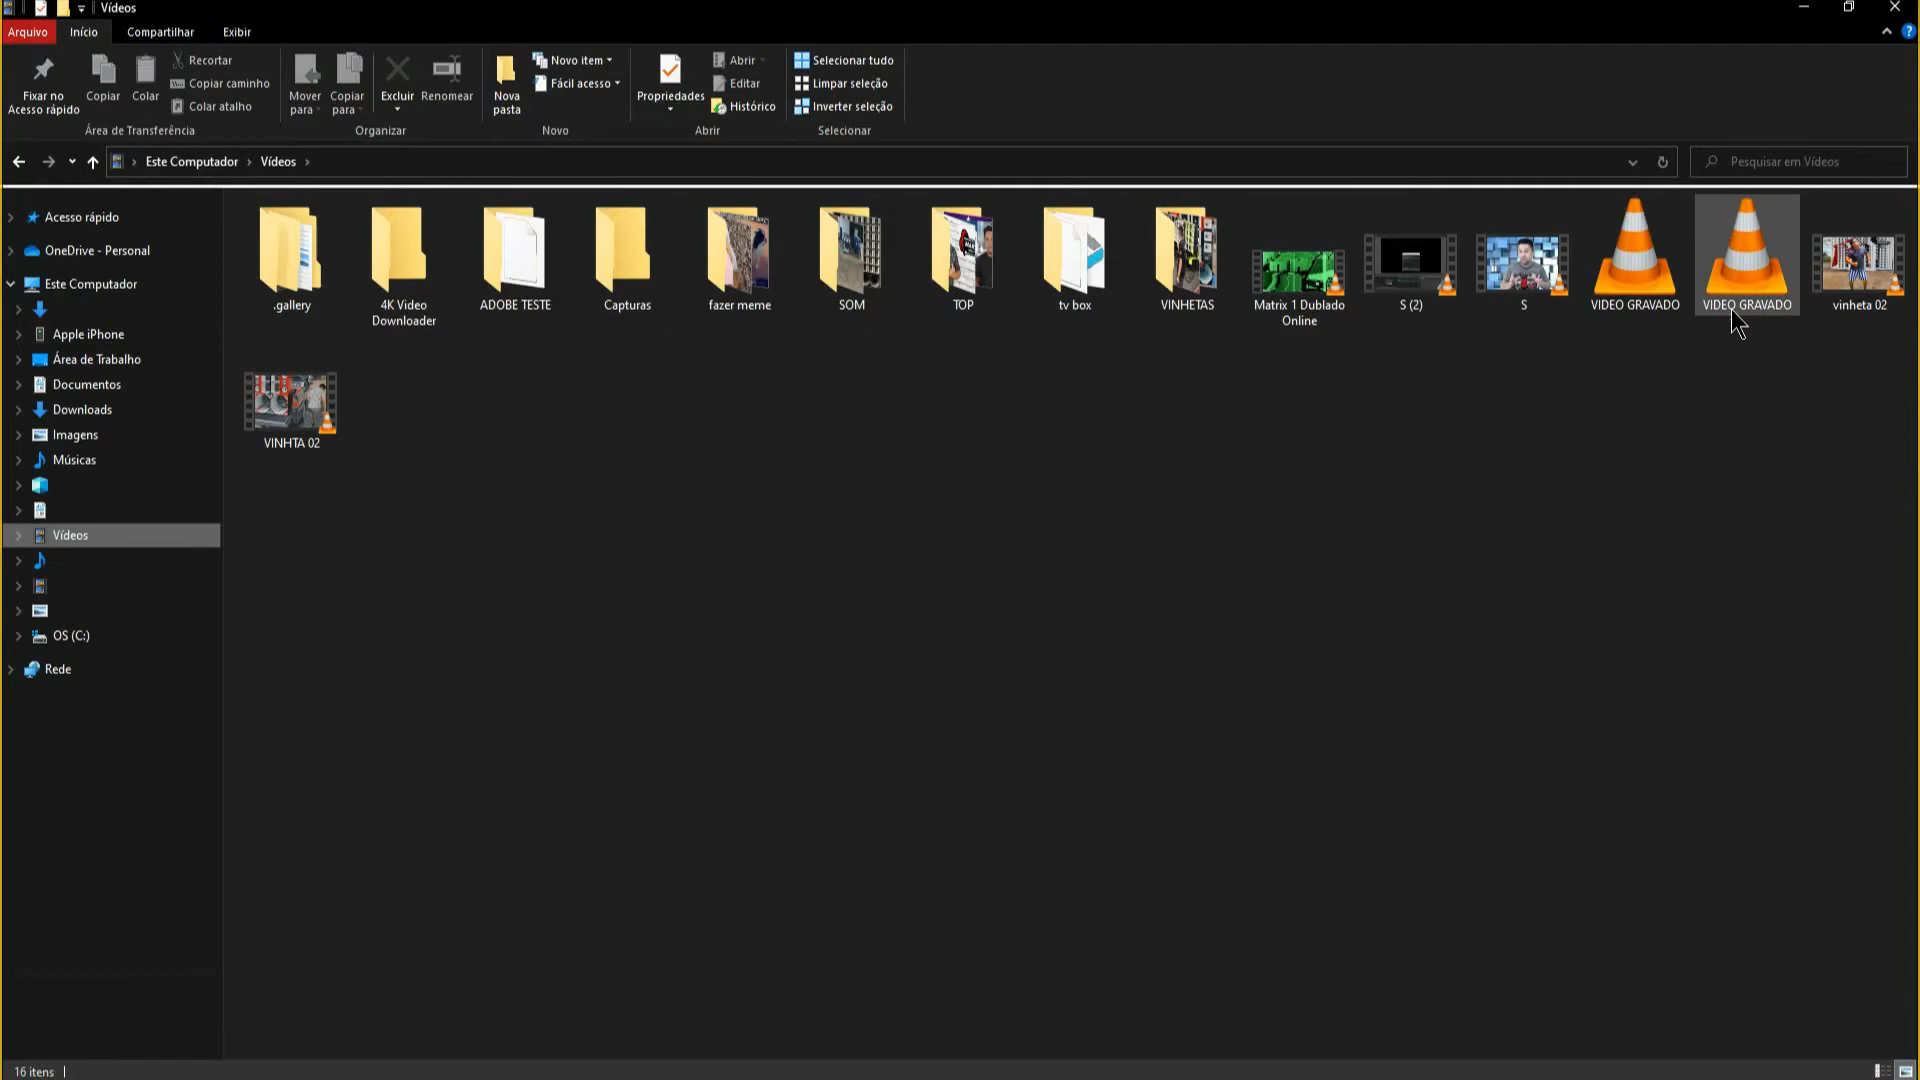 Vídeos
Arquivo
Início
Compartilhar
Exibir
Fixar no
Acesso rápido
Copiar
Colar
Recortar
Copiar caminho
Colar atalho
Área de Transferência
Mover
para
Copiar
para
Excluir
Renomear
Organizar
Nova
pasta
Novo item
Fácil acesso
Novo
Propriedades
Abrir
Editar
Histórico
Abrir
Selecionar tudo
Limpar seleção
Inverter seleção
Selecionar
Este Computador
Vídeos
Pesquisar em Vídeos
Acesso rápido
OneDrive - Personal
Este Computador
Apple iPhone
Área de Trabalho
Documentos
Downloads
Imagens
Músicas
Vídeos
OS (C:)
Rede
.gallery
4K Video
Downloader
ADOBE TESTE
Capturas
fazer meme
SOM
TOP
tv box
VINHETAS
Matrix 1 Dublado
Online
S (2)
S
VIDEO GRAVADO
VIDEO GRAVADO
vinheta 02
VINHTA 02
16 itens